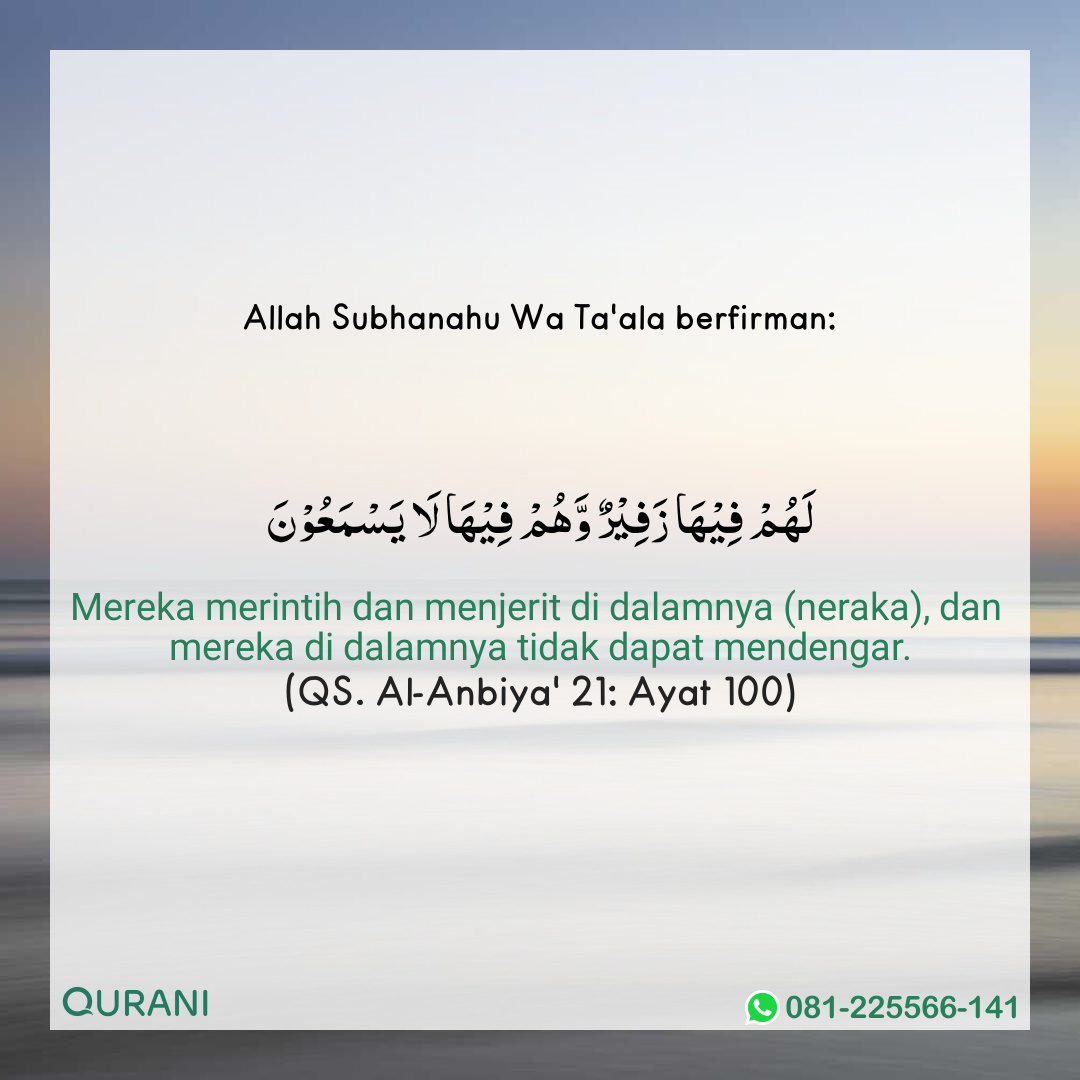 Allah Subhanahu Wa Ta'ala berfirman:
لَهُمْ فِيْهَا زَفِيْرٌ وَّهُمْ فِيْهَا لَا يَسْمَعُوْنَ
Mereka merintih dan menjerit di dalamnya (neraka), dan
mereka di dalamnya tidak dapat mendengar.
(QS. Al-Anbiya' 21: Ayat 100)
QURANI
081-225566-141